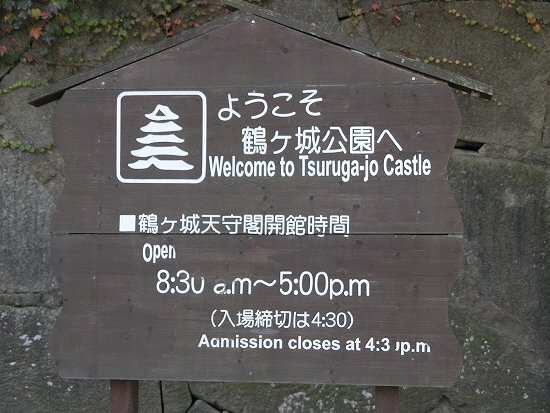 ようこそ
鶴ヶ城公園へ
Welcome to Tsuruga-jo Castle
■鶴ヶ城天守閣開館時間
Open
8:30 a.m～5:00p.m
(入場締切は4:30)
Admission closes at 4:30p.m